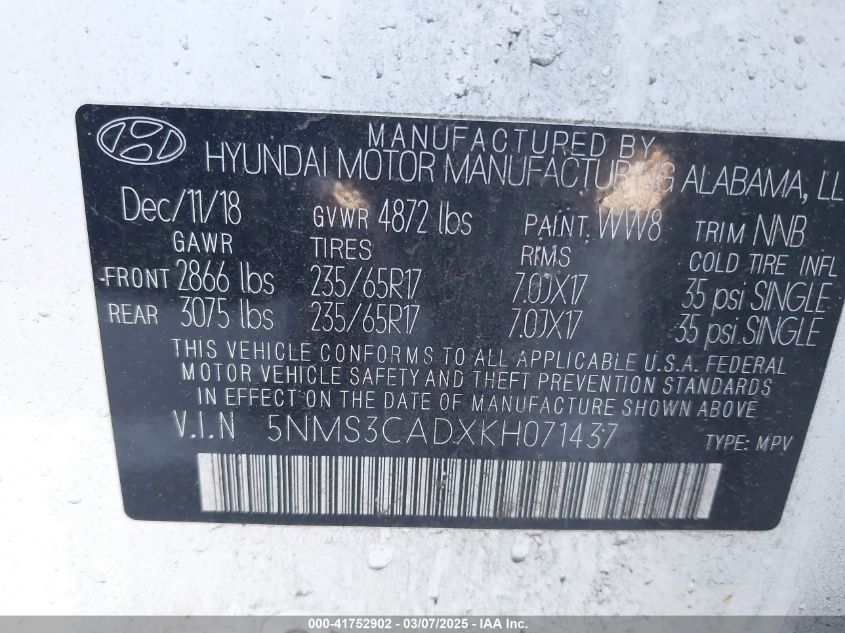 MANUFACTURED BY
HYUNDAI MOTOR MANUFACTURING ALABAMA, LL
Dec/11/18 GVWR 4872 lbs PAINT WW8 TRIM NNB
GAWR TIRES RIMS COLD TIRE INFL
FRONT 2866 lbs 235/65R17 7.0JX17 35 psi SINGLE
REAR 3075 lbs 235/65R17 7.0JX17 35 psi SINGLE
THIS VEHICLE CONFORMS TO ALL APPLICABLE U.S.A. FEDERAL
MOTOR VEHICLE SAFETY AND THEFT PREVENTION STANDARDS
IN EFFECT ON THE DATE OF MANUFACTURE SHOWN ABOVE
V.I.N 5NMS3CADXKH071437 TYPE: MPV
000-41752902 - 03/07/2025 - IAAI.COM